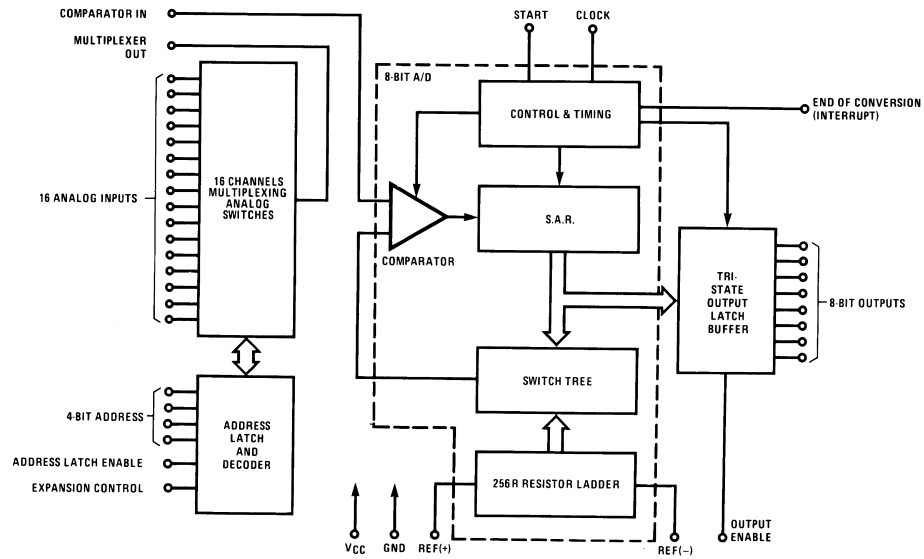 COMPARATOR IN
START
CLOCK
MULTIPLEXER
OUT
8-BIT A/D
CONTROL & TIMING
END OF CONVERSION
(INTERRUPT)
16 ANALOG INPUTS
16 CHANNELS
MULTIPLEXING
ANALOG
SWITCHES
S.A.R.
COMPARATOR
TRI-
STATE
OUTPUT
LATCH
BUFFER
8-BIT OUTPUTS
SWITCH TREE
4-BIT ADDRESS
ADDRESS
LATCH
AND
DECODER
ADDRESS LATCH ENABLE
EXPANSION CONTROL
256R RESISTOR LADDER
VCC
GND
REF(+)
REF(−)
OUTPUT
ENABLE